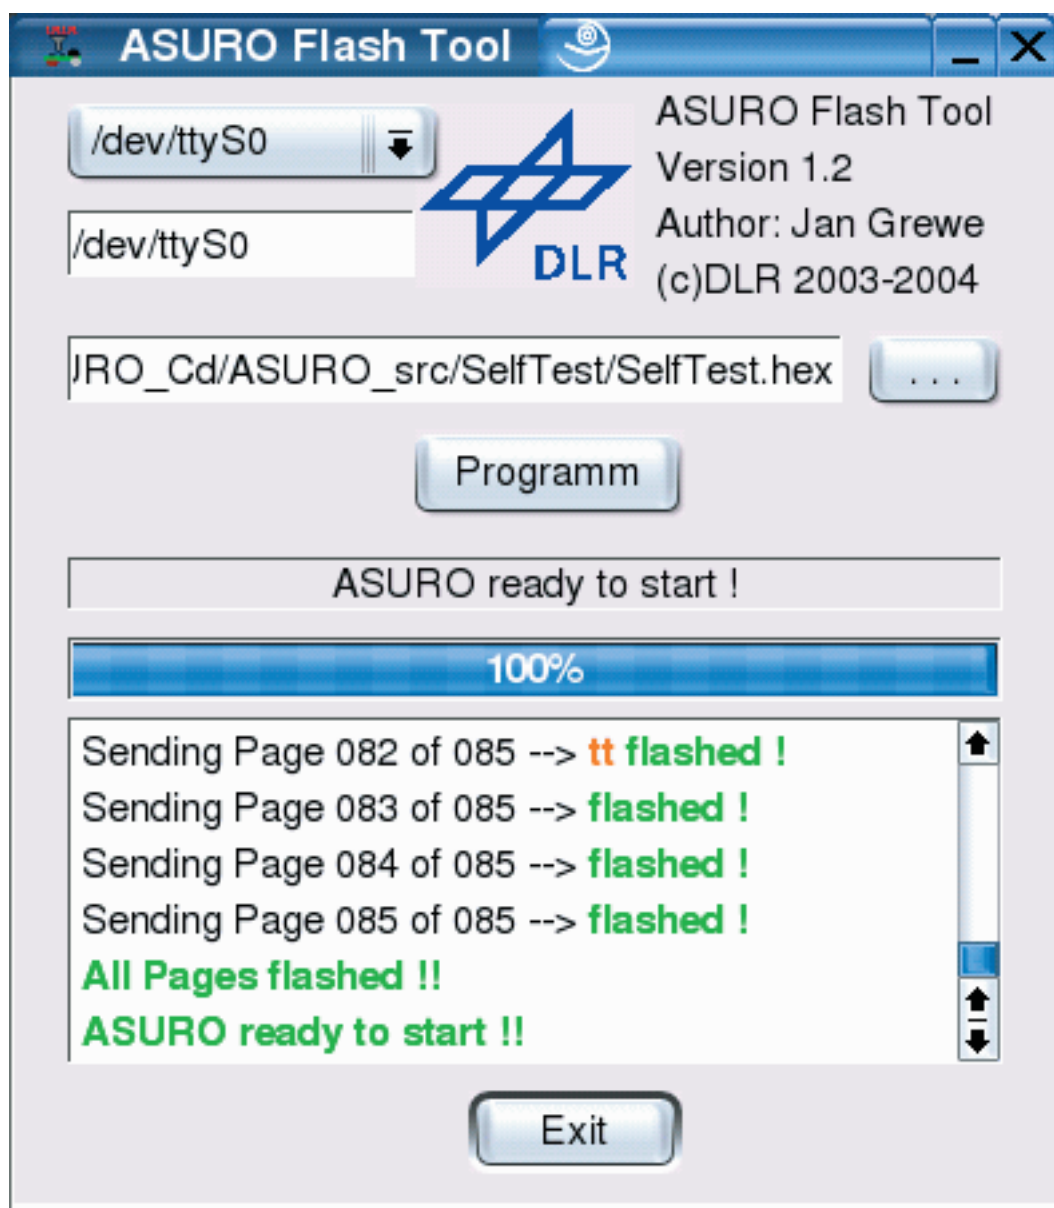 ASURO Flash Tool
/dev/ttyS0
/dev/ttyS0
DLR
ASURO Flash Tool
Version 1.2
Author: Jan Grewe
(c)DLR 2003-2004
JRO_Cd/ASURO_src/SelfTest/SelfTest.hex
...
Programm
ASURO ready to start !
100%
Sending Page 082 of 085 --> tt flashed !
Sending Page 083 of 085 --> flashed !
Sending Page 084 of 085 --> flashed !
Sending Page 085 of 085 --> flashed !
All Pages flashed !!
ASURO ready to start !!
Exit